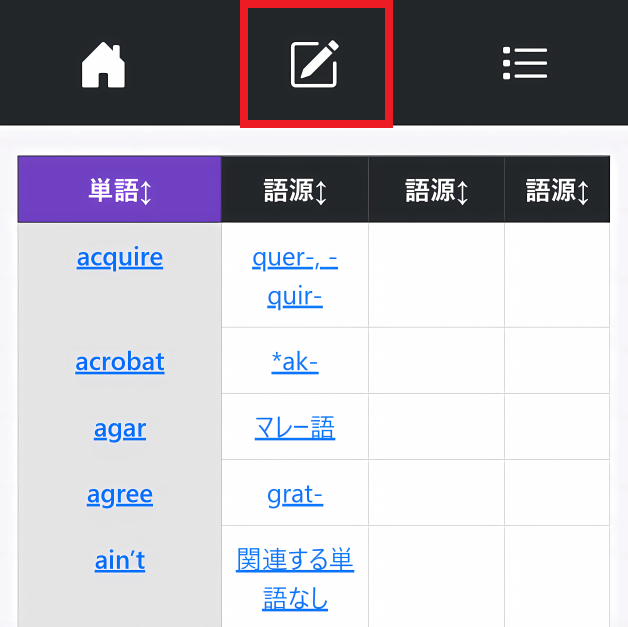 単語↕ 語源↕ 語源↕ 語源↕
acquire quer-, -
quir-
acrobat *ak-
agar マレー語
agree grat-
ain’t 関連する単
語なし